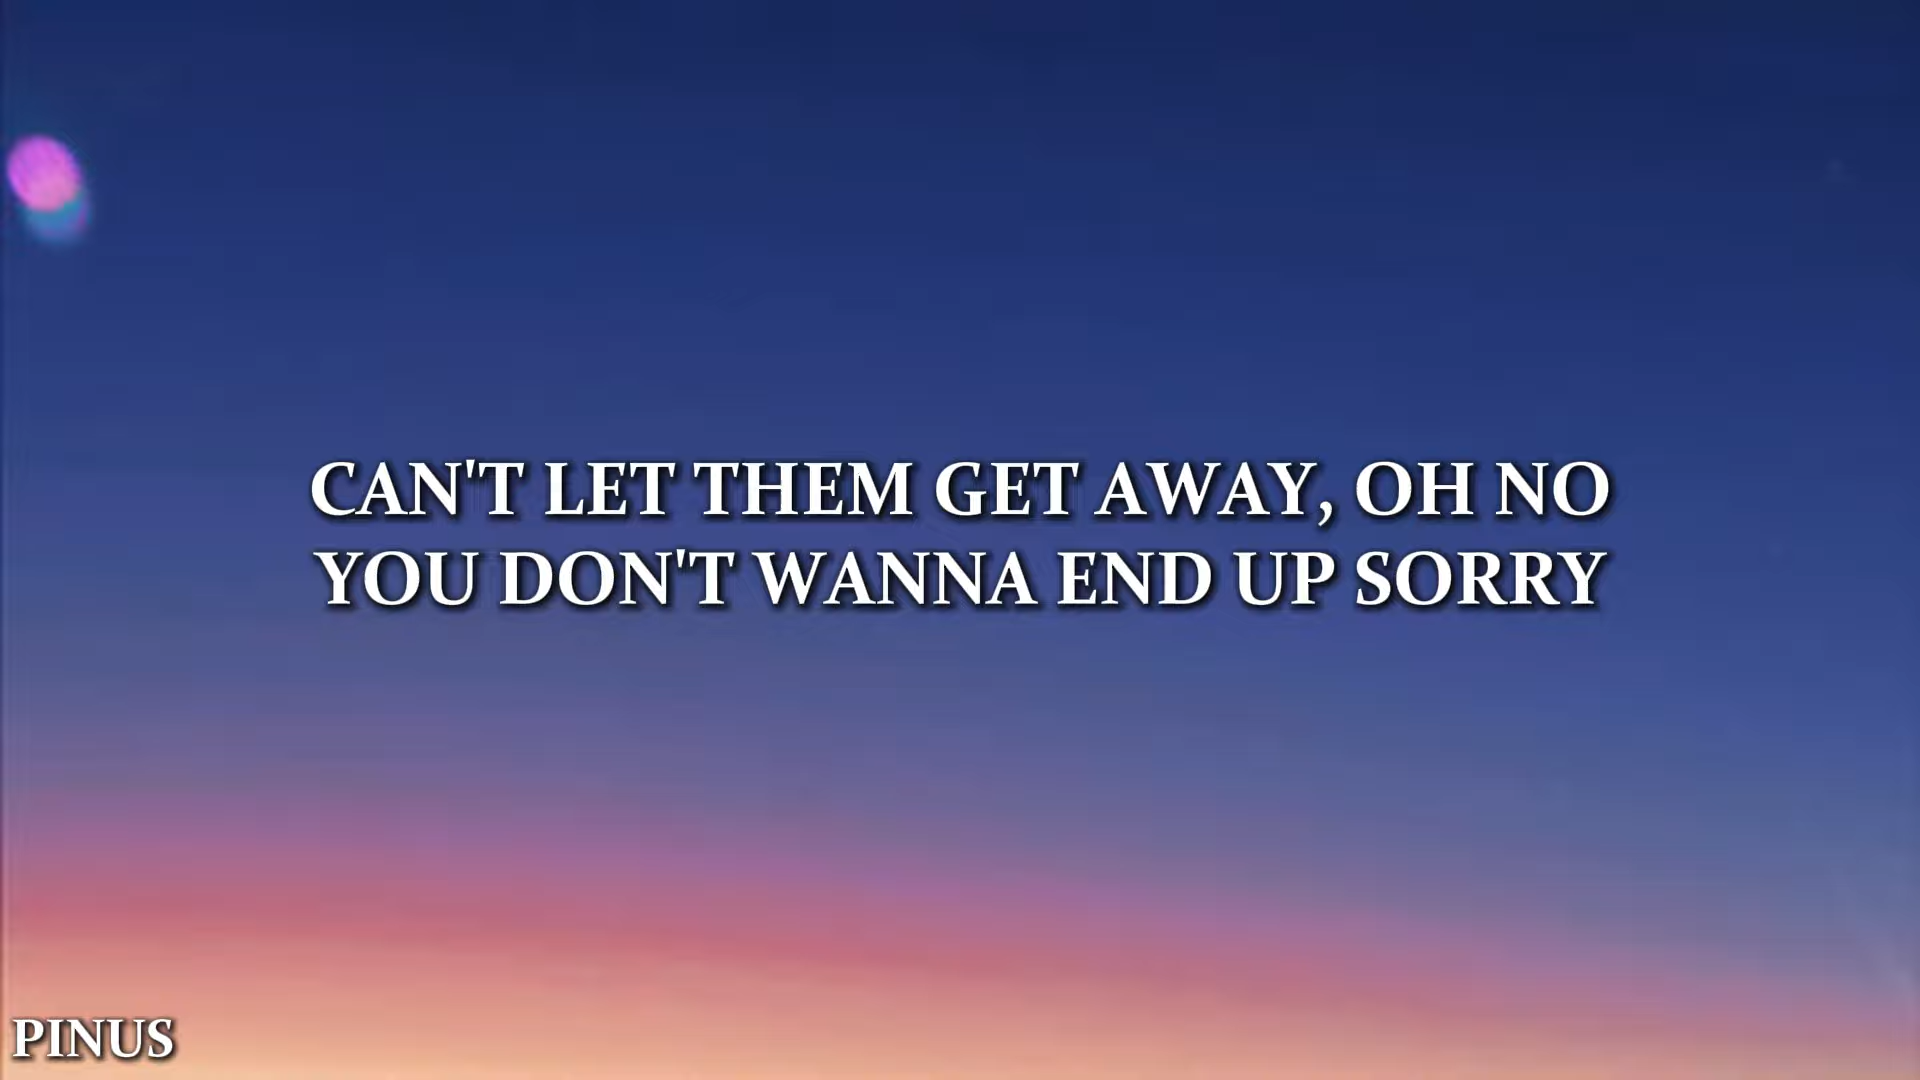 CAN'T LET THEM GET AWAY, OH NO
YOU DON'T WANNA END UP SORRY
PINUS